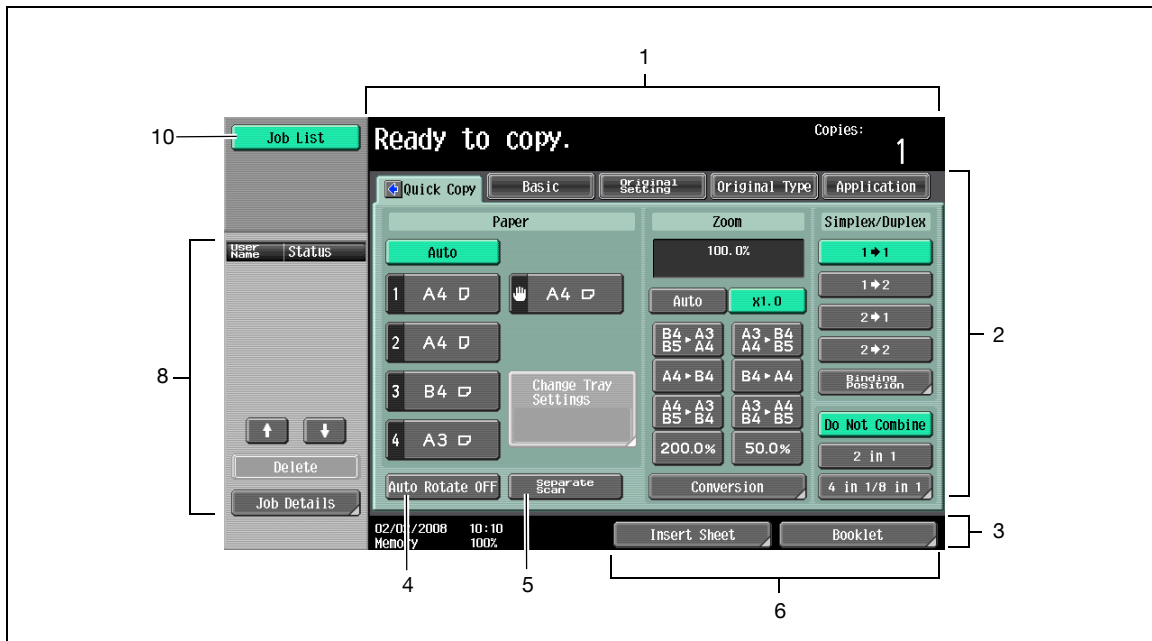 1
10
Job List
Ready to copy.
Copies:
1
Quick Copy
Basic
Original Setting
Original Type
Application
Paper
Zoom
Simplex/Duplex
User Name
Status
Auto
100.0%
1→1
1 A4
A4
Auto
x1.0
1→2
2→1
2
2 A4
B4▸A3
B5▸A4
A3▸B4
A4▸B5
2→2
8
3 B4
Change Tray
Settings
A4▸B4
B4▸A4
Binding Position
A4▸A3
B5▸B4
A3▸A4
B4▸B5
Do Not Combine
4 A3
200.0%
50.0%
2 in 1
Delete
Auto Rotate OFF
Separate Scan
Conversion
4 in 1/8 in 1
Job Details
/2008 10:10
Memory 100%
Insert Sheet
Booklet
3
4
5
6